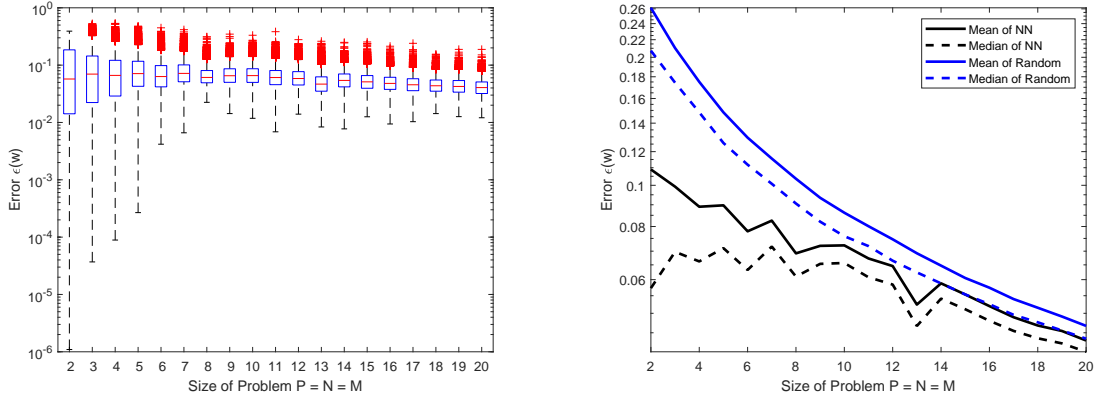 10^0
10^-1
10^-2
10^-3
10^-4
10^-5
10^-6
Error ϵ(w)
2 3 4 5 6 7 8 9 10 11 12 13 14 15 16 17 18 19 20
Size of Problem P = N = M
0.26
0.24
0.22
0.2
0.18
0.16
0.14
0.12
0.1
0.08
0.06
Error ϵ(w)
2 4 6 8 10 12 14 16 18 20
Size of Problem P = N = M
Mean of NN
Median of NN
Mean of Random
Median of Random